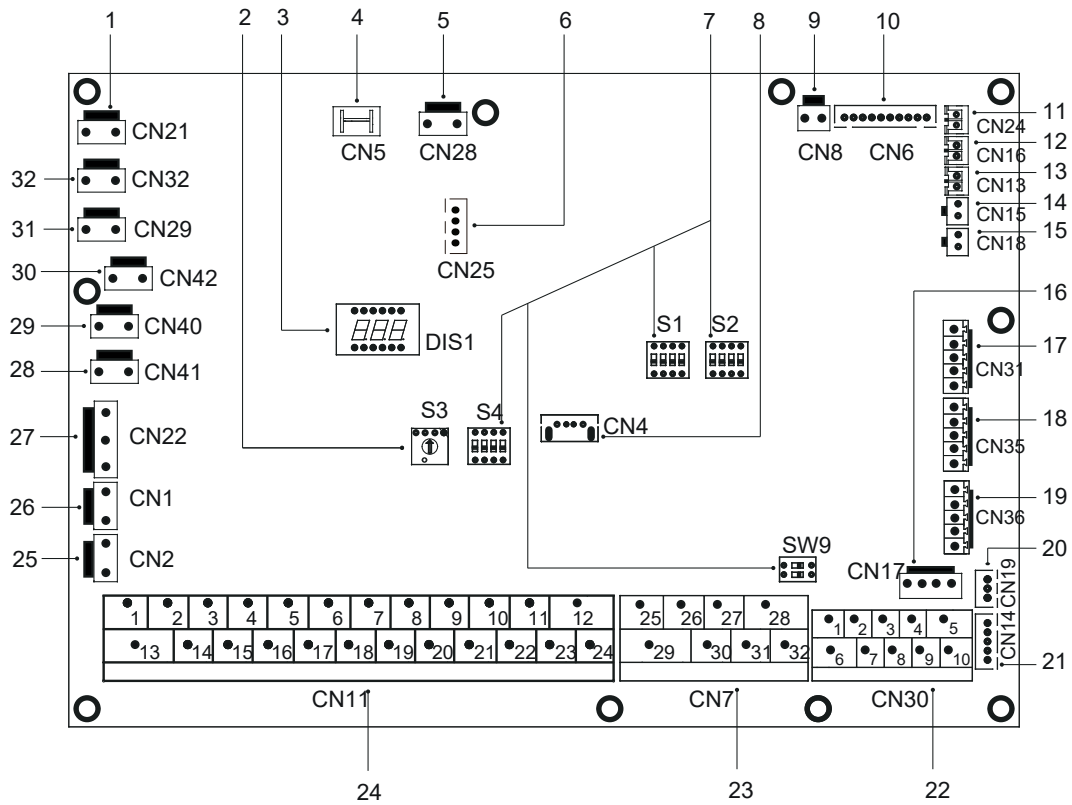 1 2 3 4 5 6 7 8 9 10
CN21
CN5
CN28
CN8
CN6
CN24
11
CN16
12
32
CN32
CN13
13
CN15
14
31
CN29
CN25
CN18
15
30
CN42
16
29
CN40
DIS1
S1
S2
17
CN31
28
CN41
27
CN22
S3
S4
CN4
18
CN35
26
CN1
19
CN36
25
CN2
SW9
CN17
20
CN19
1 2 3 4 5 6 7 8 9 10 11 12
25 26 27 28
1 2 3 4 5
13 14 15 16 17 18 19 20 21 22 23 24
29 30 31 32
6 7 8 9 10
CN14
21
CN11
CN7
CN30
24
23
22